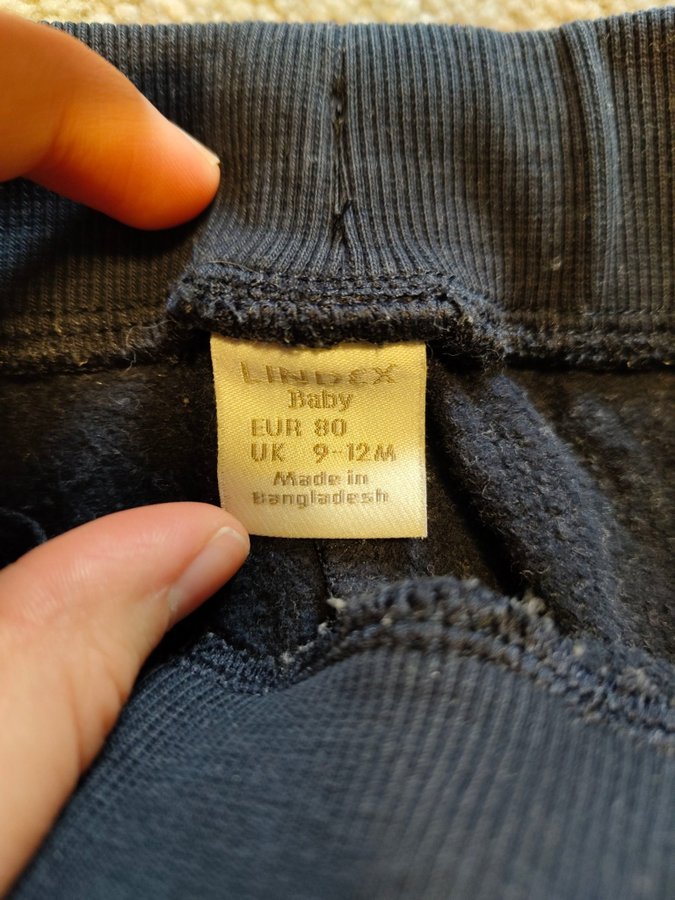 LINDEX
Baby
EUR 80
UK 9-12M
Made in
Bangladesh